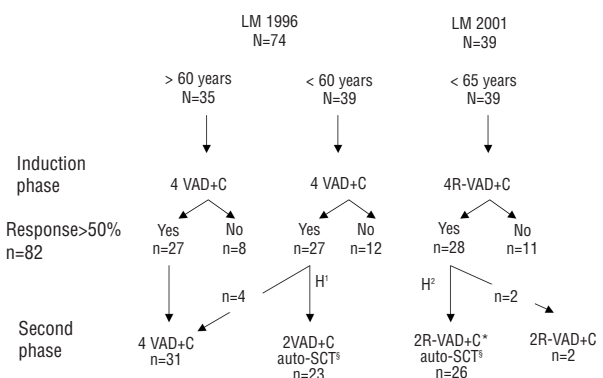 LM 1996
N=74
LM 2001
N=39
> 60 years
N=35
< 60 years
N=39
< 65 years
N=39
Induction
phase
4 VAD+C
4 VAD+C
4R-VAD+C
Response>50%
n=82
Yes
n=27
No
n=8
Yes
n=27
No
n=12
Yes
n=28
No
n=11
n=4
H¹
H²
n=2
Second
phase
4 VAD+C
n=31
2VAD+C
auto-SCT§
n=23
2R-VAD+C*
auto-SCT§
n=26
2R-VAD+C
n=2